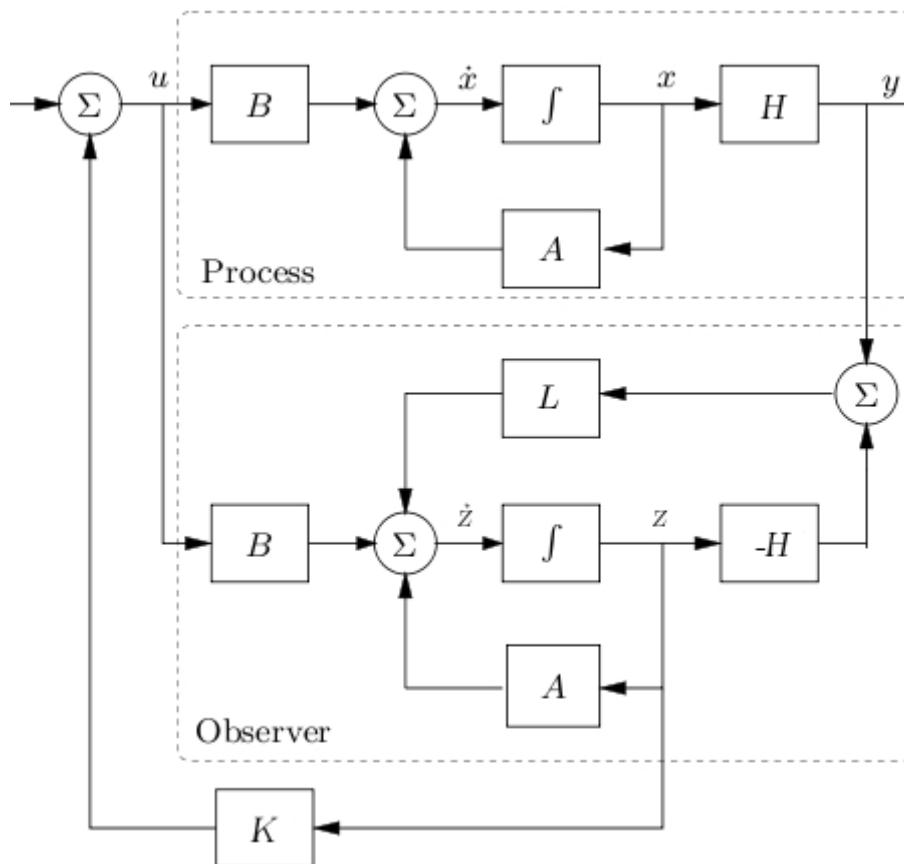 Σ u B Σ ẋ ∫ x H y
A
Process
L Σ
B Σ ż ∫ z -H
A
Observer
K